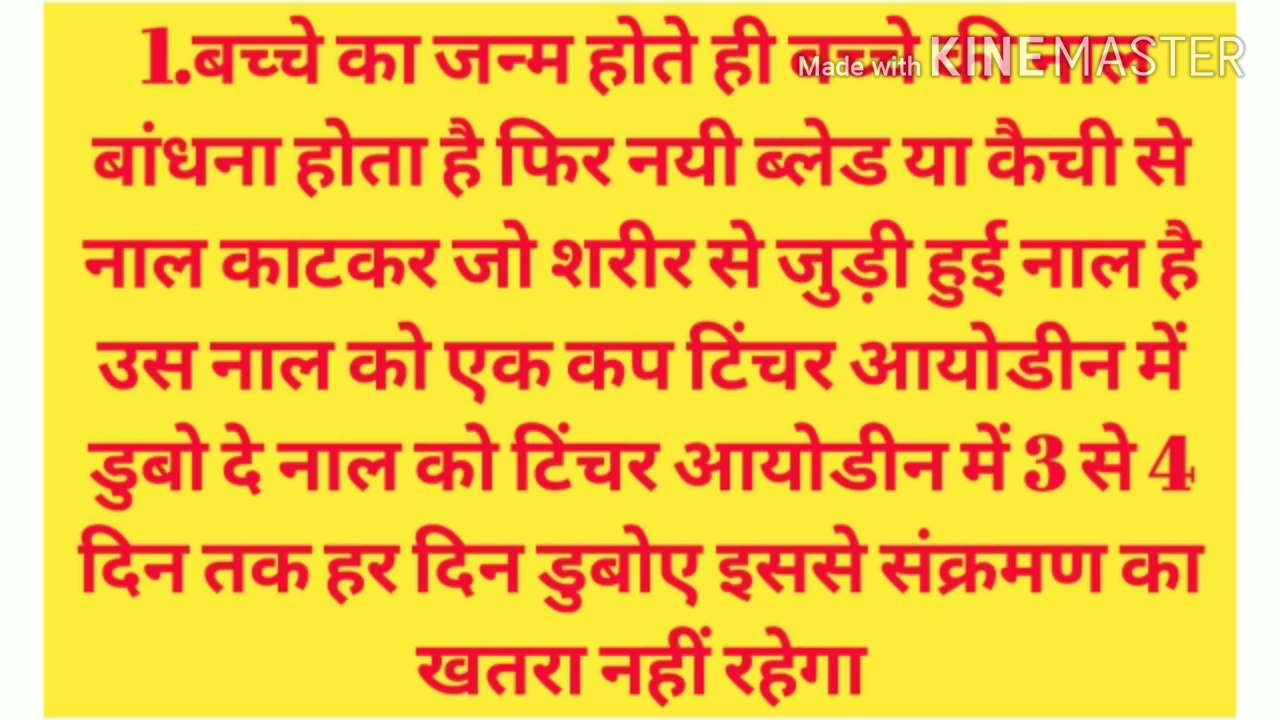 1.बच्चे का जन्म होते ही बच्चे की नाल
Made with KINEMASTER
बांधना होता है फिर नयी ब्लेड या कैची से
नाल काटकर जो शरीर से जुड़ी हुई नाल है
उस नाल को एक कप टिंचर आयोडीन में
डुबो दे नाल को टिंचर आयोडीन में 3 से 4
दिन तक हर दिन डुबोए इससे संक्रमण का
खतरा नहीं रहेगा